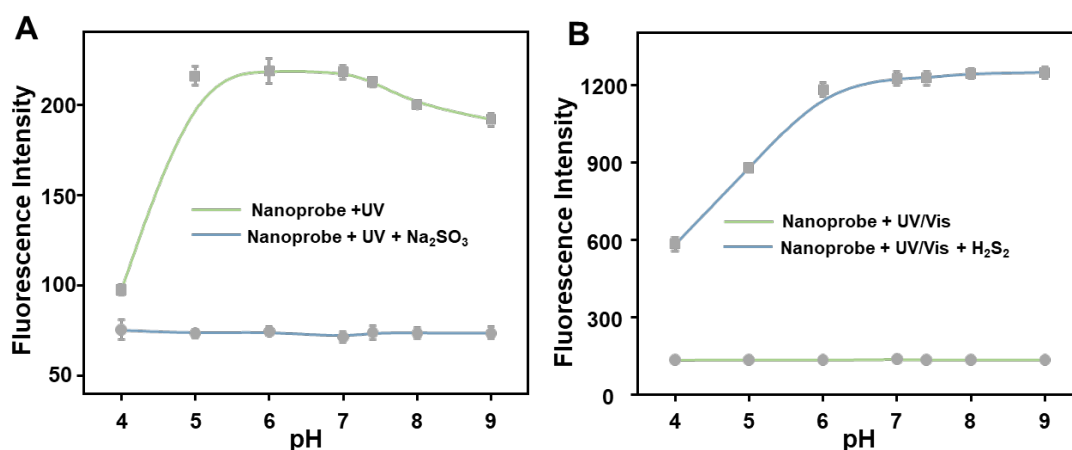 A
Fluorescence Intensity
200
150
100
50
Nanoprobe +UV
Nanoprobe + UV + Na₂SO₃
4 5 6 7 8 9
pH
B
Fluorescence Intensity
1200
900
600
300
0
Nanoprobe + UV/Vis
Nanoprobe + UV/Vis + H₂S₂
4 5 6 7 8 9
pH